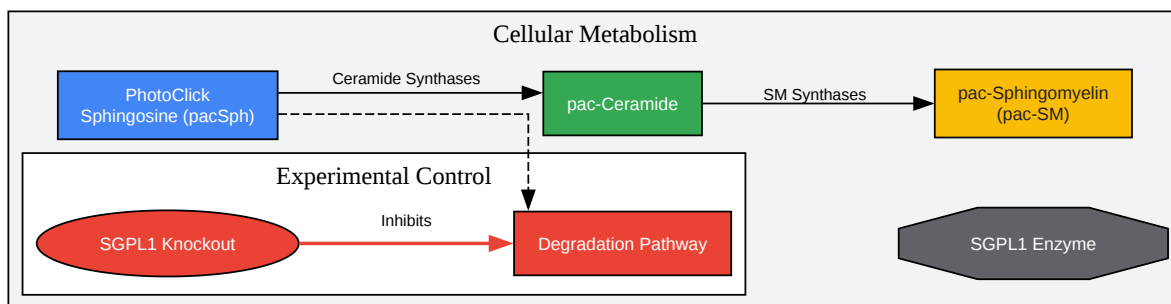 Cellular Metabolism
PhotoClick
Sphingosine (pacSph)
Ceramide Synthases
pac-Ceramide
SM Synthases
pac-Sphingomyelin
(pac-SM)
Experimental Control
SGPL1 Knockout
Inhibits
Degradation Pathway
SGPL1 Enzyme